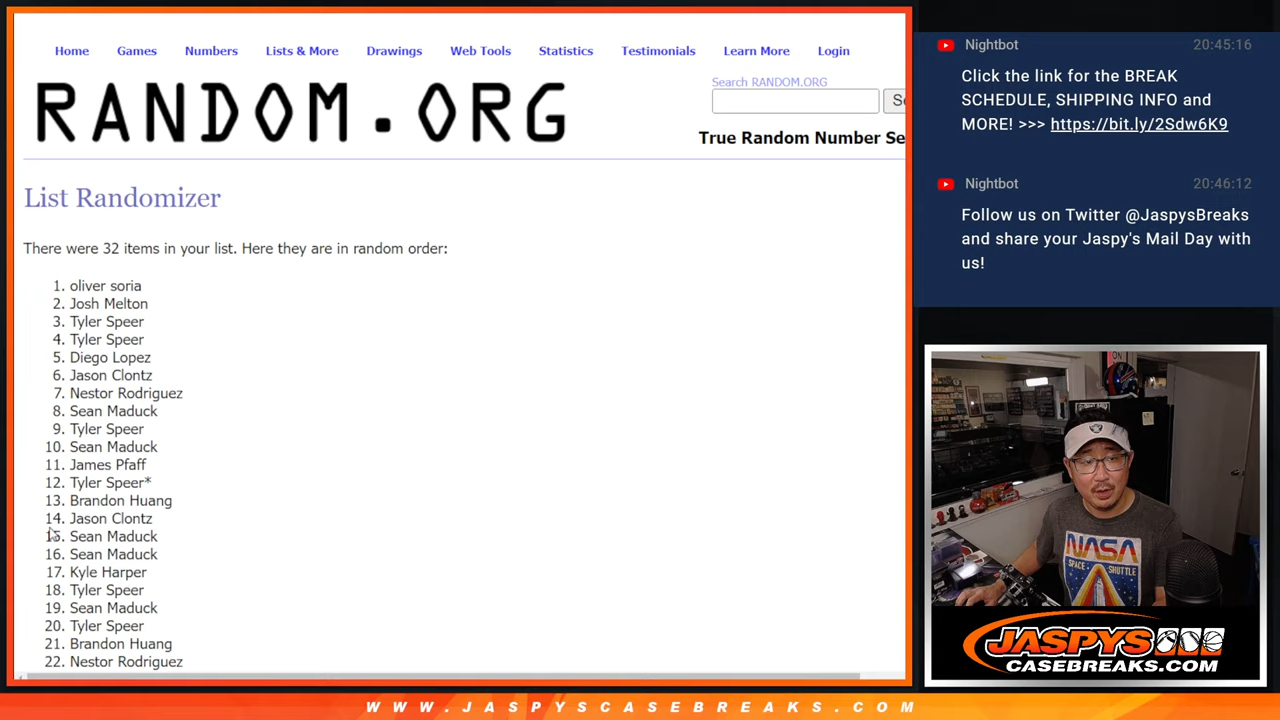 Home Games Numbers Lists & More Drawings Web Tools Statistics Testimonials Learn More Login
RANDOM.ORG
Search RANDOM.ORG
True Random Number Se
List Randomizer
There were 32 items in your list. Here they are in random order:
1. oliver soria
2. Josh Melton
3. Tyler Speer
4. Tyler Speer
5. Diego Lopez
6. Jason Clontz
7. Nestor Rodriguez
8. Sean Maduck
9. Tyler Speer
10. Sean Maduck
11. James Pfaff
12. Tyler Speer*
13. Brandon Huang
14. Jason Clontz
15. Sean Maduck
16. Sean Maduck
17. Kyle Harper
18. Tyler Speer
19. Sean Maduck
20. Tyler Speer
21. Brandon Huang
22. Nestor Rodriguez
Nightbot 20:45:16
Click the link for the BREAK
SCHEDULE, SHIPPING INFO and
MORE! >>> https://bit.ly/2Sdw6K9
Nightbot 20:46:12
Follow us on Twitter @JaspysBreaks
and share your Jaspy's Mail Day with
us!
NASA
SPACE SHUTTLE
JASPYS
CASEBREAKS.COM
WWW.JASPYSCASEBREAKS.COM